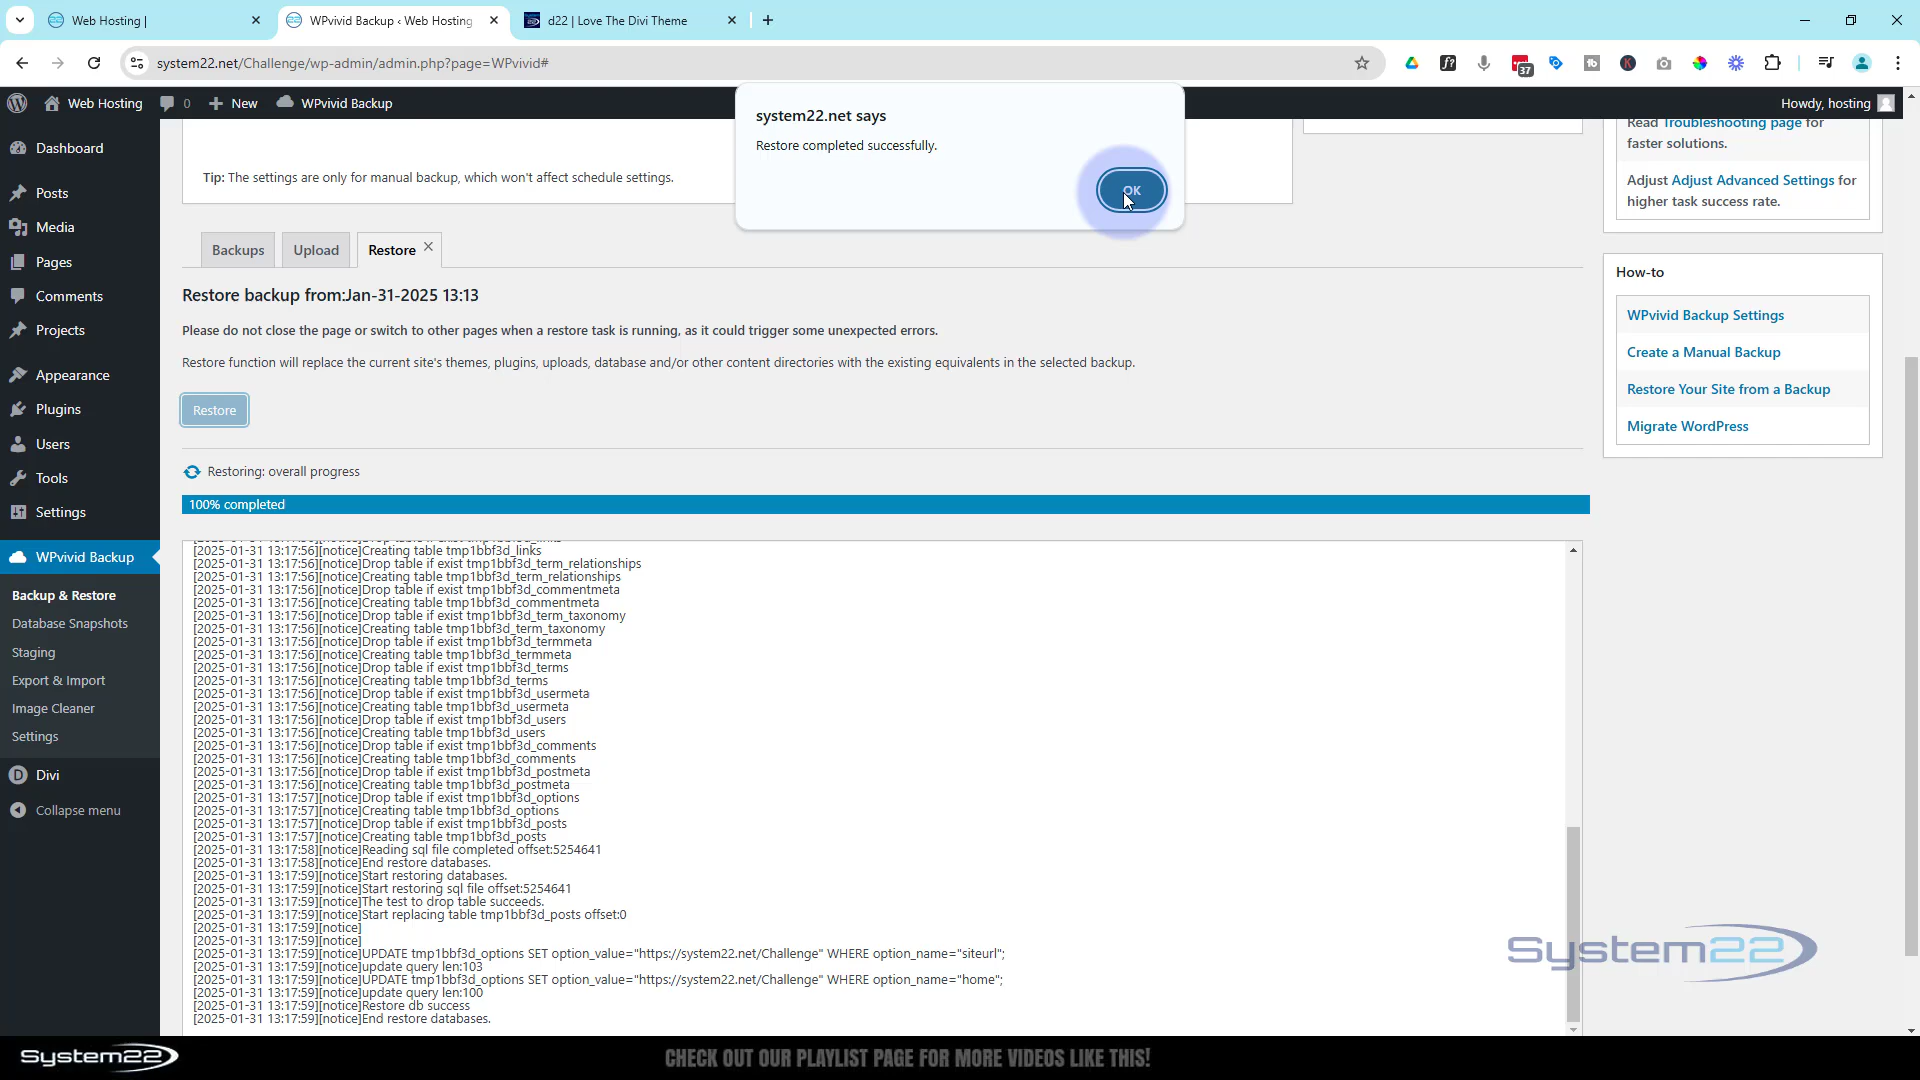 Web Hosting |
WPvivid Backup ‹ Web Hosting
d22 | Love The Divi Theme
system22.net/Challenge/wp-admin/admin.php?page=WPvivid#
37
Web Hosting
0
New
WPvivid Backup
Howdy, hosting
system22.net says
Restore completed successfully.
OK
Dashboard
Posts
Media
Pages
Comments
Projects
Appearance
Plugins
Users
Tools
Settings
WPvivid Backup
Backup & Restore
Database Snapshots
Staging
Export & Import
Image Cleaner
Settings
Divi
Collapse menu
Tip: The settings are only for manual backup, which won't affect schedule settings.
Backups
Upload
Restore
Restore backup from:Jan-31-2025 13:13
Please do not close the page or switch to other pages when a restore task is running, as it could trigger some unexpected errors.
Restore function will replace the current site's themes, plugins, uploads, database and/or other content directories with the existing equivalents in the selected backup.
Restore
Restoring: overall progress
100% completed
[2025-01-31 13:17:56][notice]Creating table tmp1bbf3d_links
[2025-01-31 13:17:56][notice]Drop table if exist tmp1bbf3d_term_relationships
[2025-01-31 13:17:56][notice]Creating table tmp1bbf3d_term_relationships
[2025-01-31 13:17:56][notice]Drop table if exist tmp1bbf3d_commentmeta
[2025-01-31 13:17:56][notice]Creating table tmp1bbf3d_commentmeta
[2025-01-31 13:17:56][notice]Drop table if exist tmp1bbf3d_term_taxonomy
[2025-01-31 13:17:56][notice]Creating table tmp1bbf3d_term_taxonomy
[2025-01-31 13:17:56][notice]Drop table if exist tmp1bbf3d_termmeta
[2025-01-31 13:17:56][notice]Creating table tmp1bbf3d_termmeta
[2025-01-31 13:17:56][notice]Drop table if exist tmp1bbf3d_terms
[2025-01-31 13:17:56][notice]Creating table tmp1bbf3d_terms
[2025-01-31 13:17:56][notice]Drop table if exist tmp1bbf3d_usermeta
[2025-01-31 13:17:56][notice]Creating table tmp1bbf3d_usermeta
[2025-01-31 13:17:56][notice]Drop table if exist tmp1bbf3d_users
[2025-01-31 13:17:56][notice]Creating table tmp1bbf3d_users
[2025-01-31 13:17:56][notice]Drop table if exist tmp1bbf3d_comments
[2025-01-31 13:17:56][notice]Creating table tmp1bbf3d_comments
[2025-01-31 13:17:56][notice]Drop table if exist tmp1bbf3d_postmeta
[2025-01-31 13:17:56][notice]Creating table tmp1bbf3d_postmeta
[2025-01-31 13:17:57][notice]Drop table if exist tmp1bbf3d_options
[2025-01-31 13:17:57][notice]Creating table tmp1bbf3d_options
[2025-01-31 13:17:57][notice]Drop table if exist tmp1bbf3d_posts
[2025-01-31 13:17:57][notice]Creating table tmp1bbf3d_posts
[2025-01-31 13:17:58][notice]Reading sql file completed offset:5254641
[2025-01-31 13:17:58][notice]End restore databases.
[2025-01-31 13:17:59][notice]Start restoring databases.
[2025-01-31 13:17:59][notice]Start restoring sql file offset:5254641
[2025-01-31 13:17:59][notice]The test to drop table succeeds.
[2025-01-31 13:17:59][notice]Start replacing table tmp1bbf3d_posts offset:0
[2025-01-31 13:17:59][notice]
[2025-01-31 13:17:59][notice]
[2025-01-31 13:17:59][notice]UPDATE tmp1bbf3d_options SET option_value="https://system22.net/Challenge" WHERE option_name="siteurl";
[2025-01-31 13:17:59][notice]update query len:103
[2025-01-31 13:17:59][notice]UPDATE tmp1bbf3d_options SET option_value="https://system22.net/Challenge" WHERE option_name="home";
[2025-01-31 13:17:59][notice]update query len:100
[2025-01-31 13:17:59][notice]Restore db success
[2025-01-31 13:17:59][notice]End restore databases.
Read Troubleshooting page for
faster solutions.
Adjust Adjust Advanced Settings for
higher task success rate.
How-to
WPvivid Backup Settings
Create a Manual Backup
Restore Your Site from a Backup
Migrate WordPress
System22
System22
CHECK OUT OUR PLAYLIST PAGE FOR MORE VIDEOS LIKE THIS!